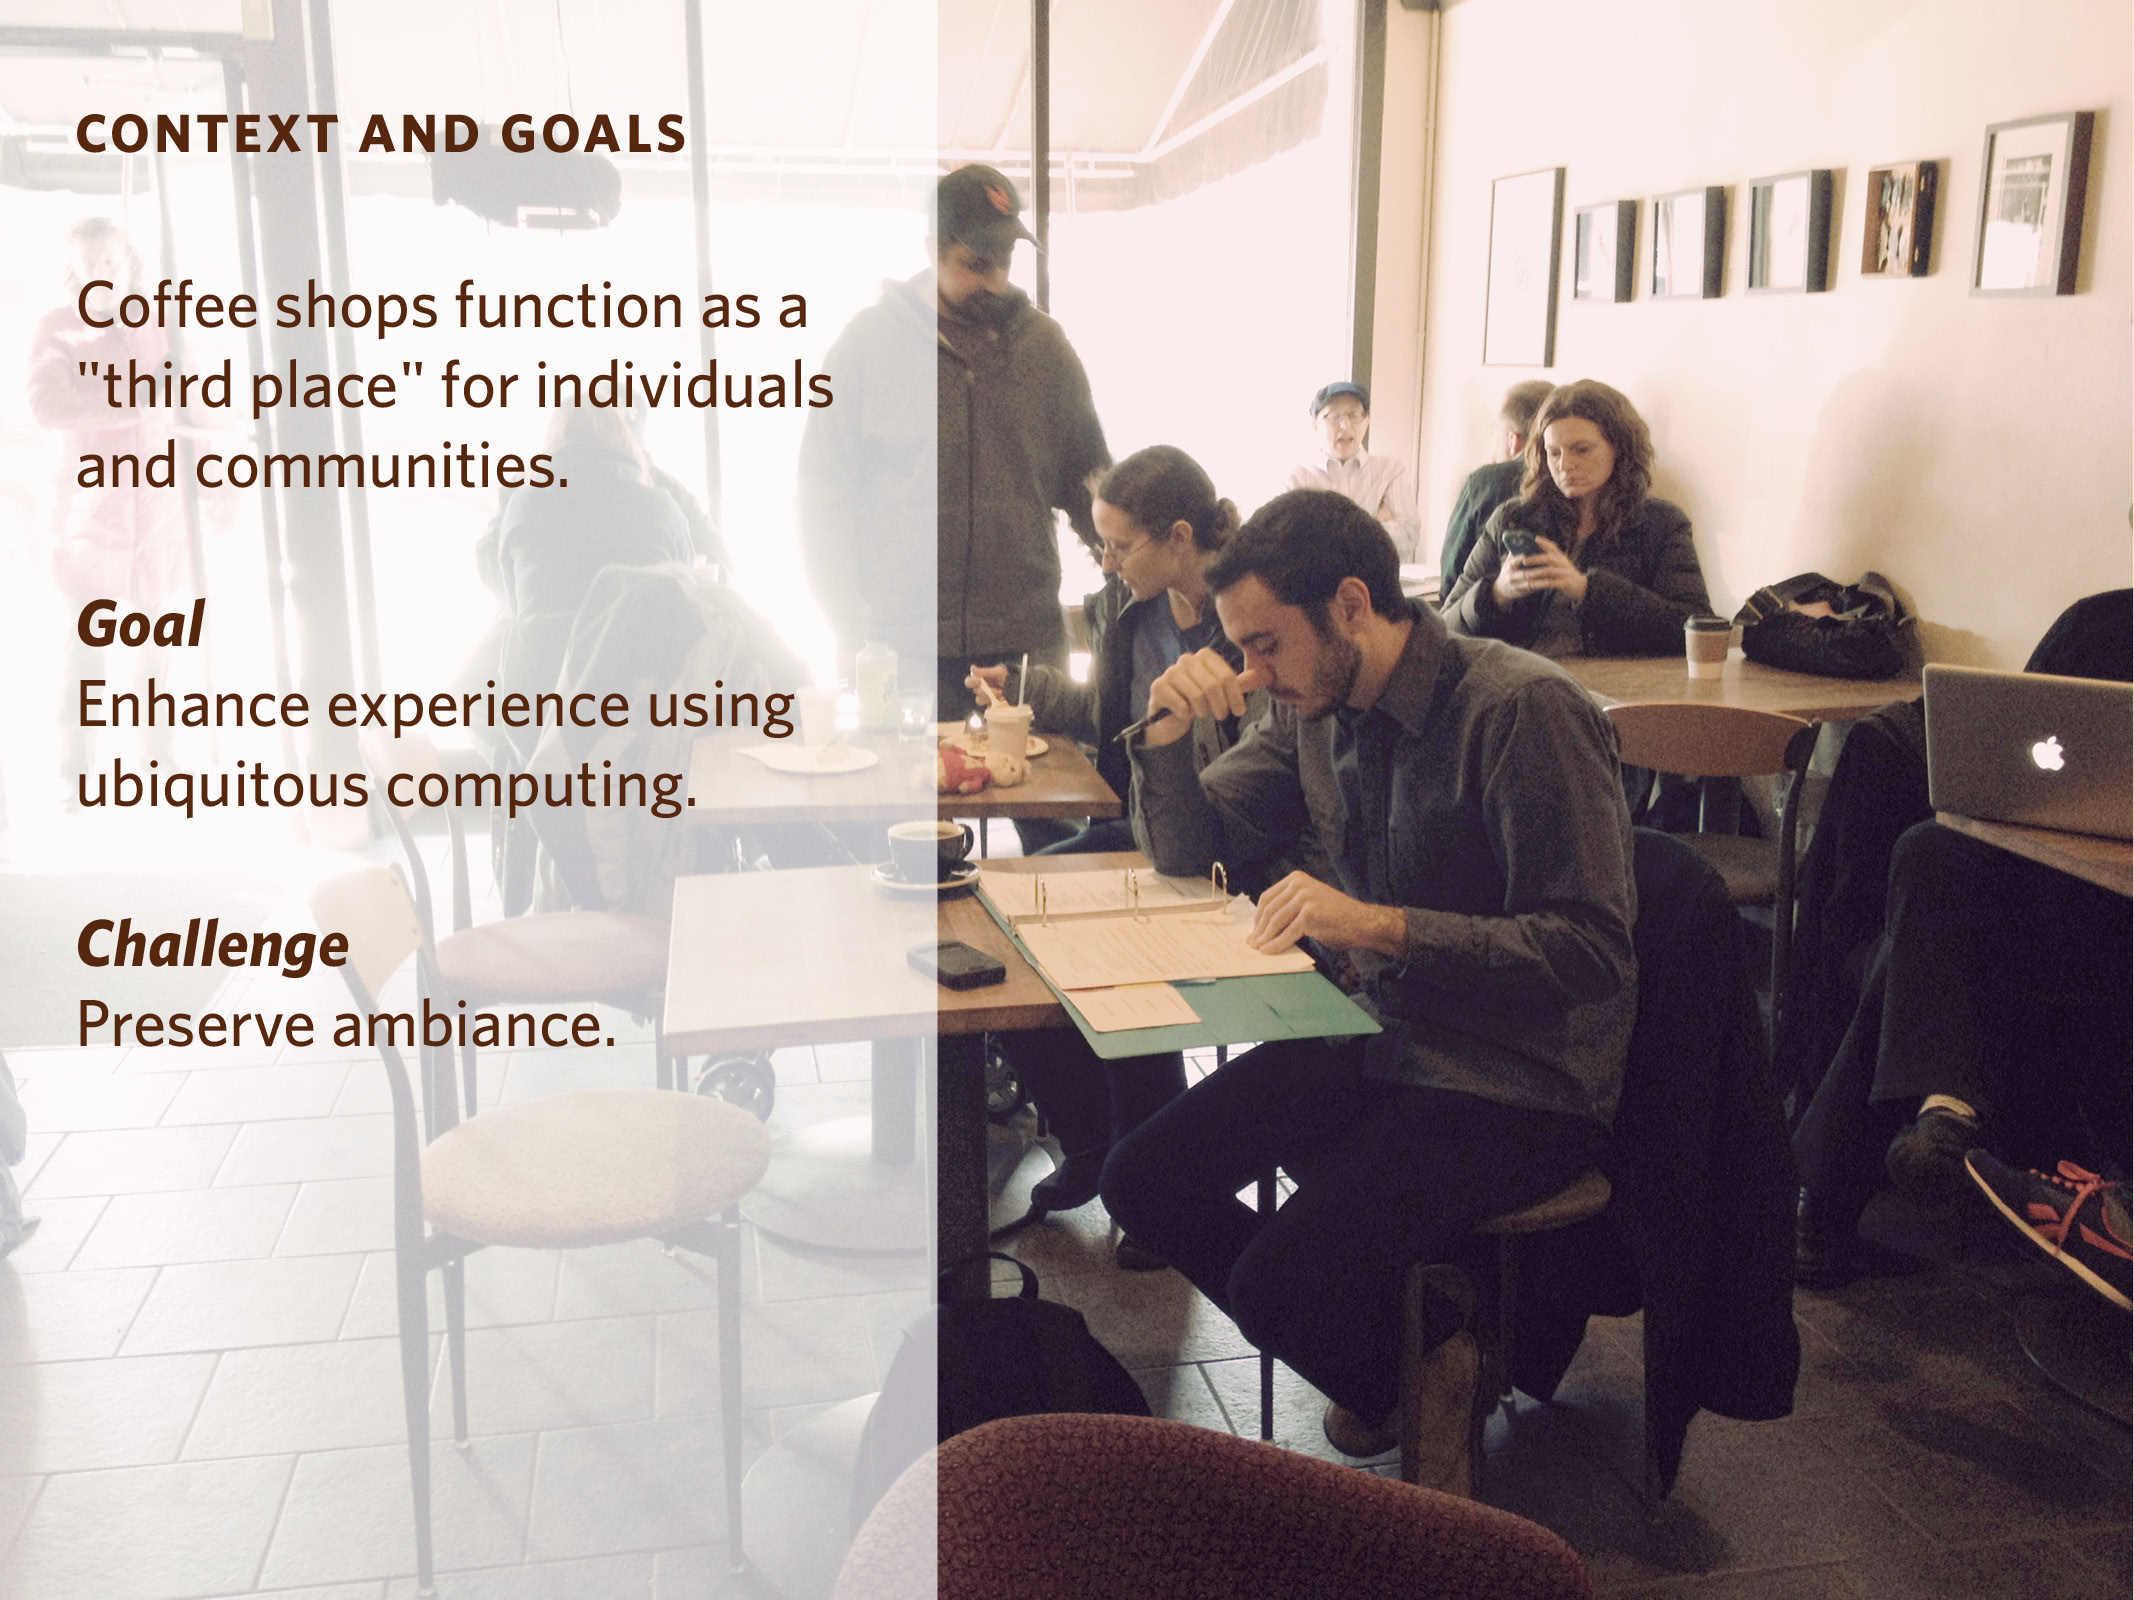 CONTEXT AND GOALS
Coffee shops function as a
"third place" for individuals
and communities.
Goal
Enhance experience using
ubiquitous computing.
Challenge
Preserve ambiance.